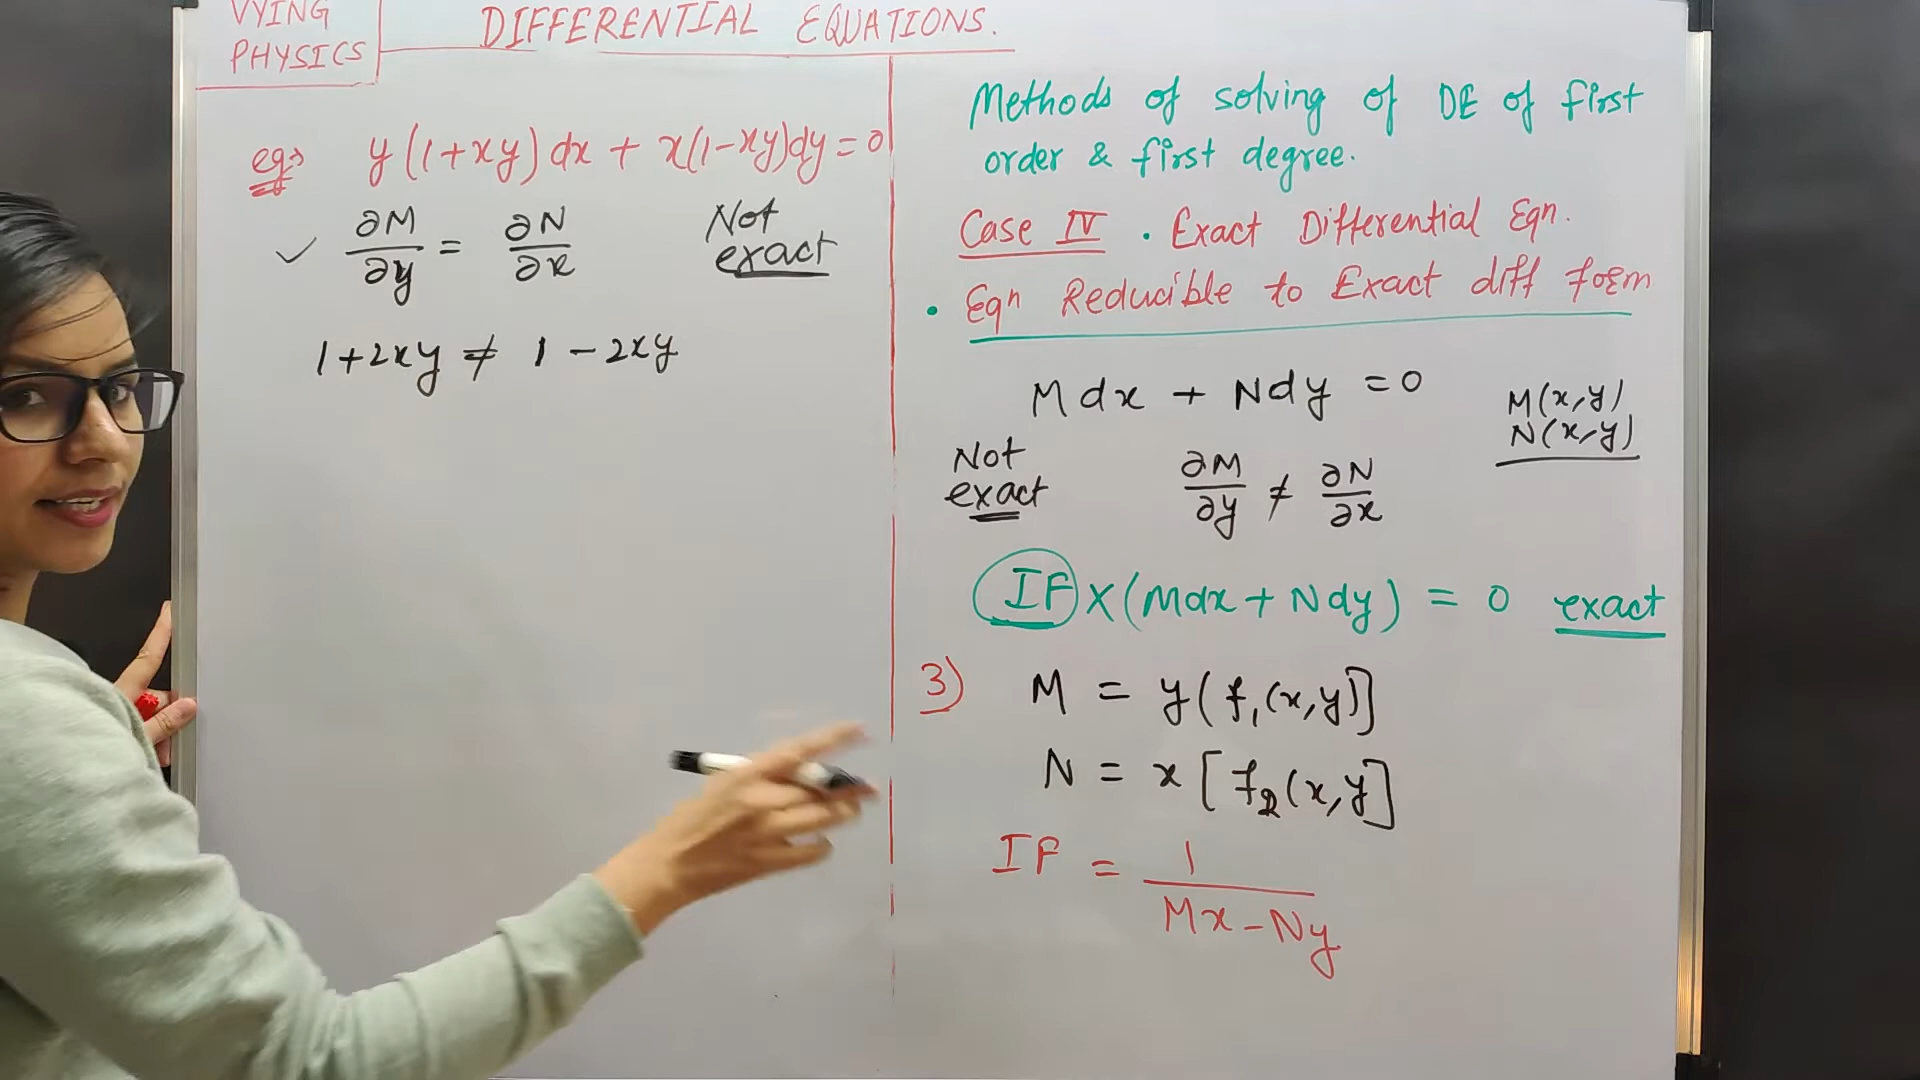 VYING
PHYSICS
DIFFERENTIAL EQUATIONS.
eg:→ y(1+xy)dx + x(1-xy)dy=0
✓ ∂M/∂y = ∂N/∂x
Not
exact
1+2xy ≠ 1-2xy
Methods of solving of DE of first
order & first degree.
Case IV . Exact Differential Eqn.
• Eqn Reducible to Exact diff form
Mdx + Ndy = 0
M(x,y)
N(x,y)
Not
exact
∂M/∂y ≠ ∂N/∂x
IF X (Mdx + Ndy) = 0 exact
3) M = y(f₁(x,y)]
N = x[f₂(x,y]
IF = 1/(Mx-Ny)